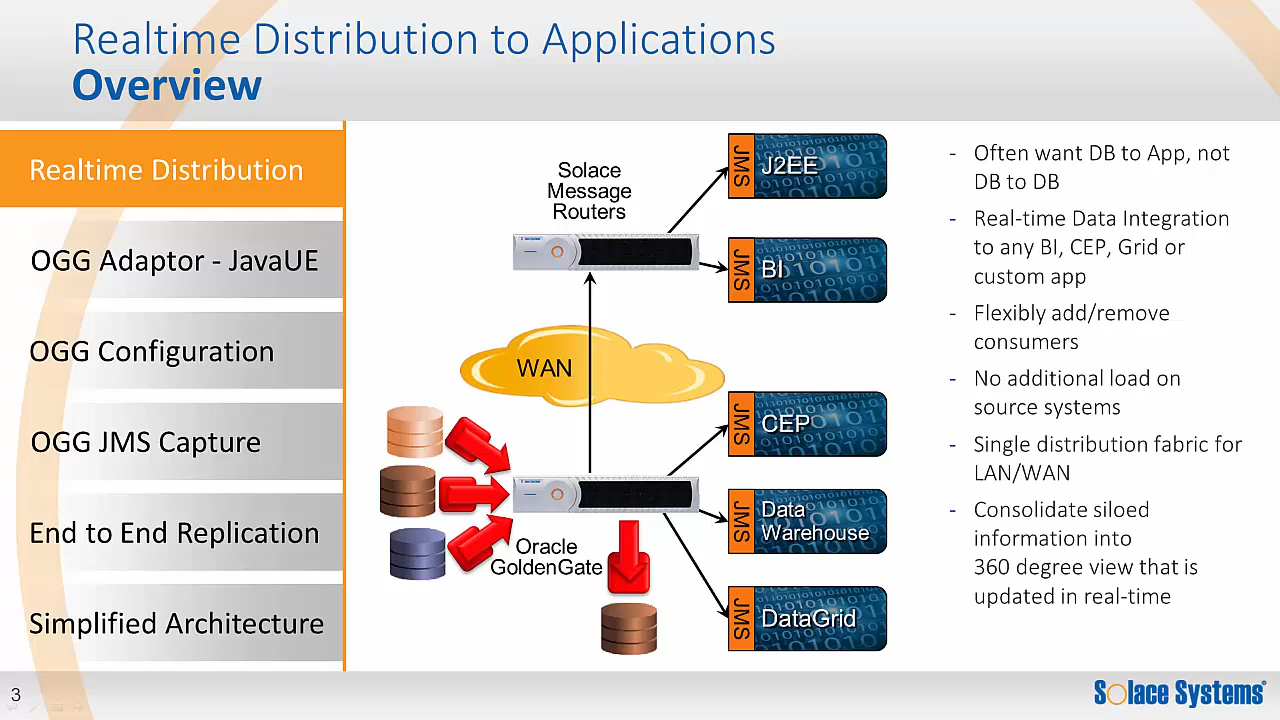 Realtime Distribution to Applications
Overview
Realtime Distribution
OGG Adaptor - JavaUE
OGG Configuration
OGG JMS Capture
End to End Replication
Simplified Architecture
Solace
Message
Routers
WAN
Oracle
GoldenGate
JMS
J2EE
JMS
BI
JMS
CEP
JMS
Data
Warehouse
JMS
DataGrid
- Often want DB to App, not
DB to DB
- Real-time Data Integration
to any BI, CEP, Grid or
custom app
- Flexibly add/remove
consumers
- No additional load on
source systems
- Single distribution fabric for
LAN/WAN
- Consolidate siloed
information into
360 degree view that is
updated in real-time
3
Solace Systems®